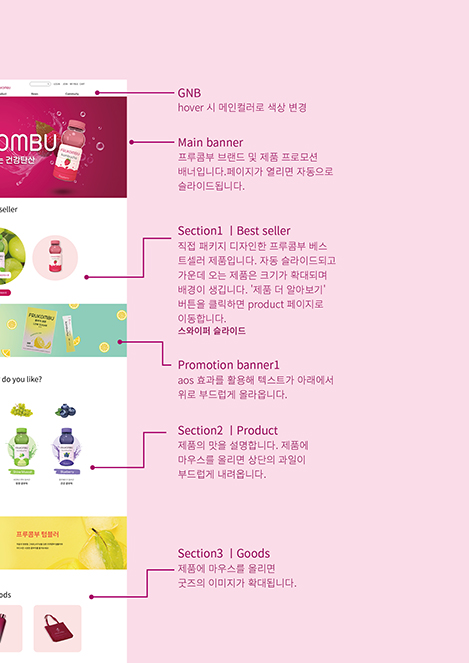 GNB
hover 시 메인컬러로 색상 변경
OMBU
는 건강탄산
Main banner
프루콤부 브랜드 및 제품 프로모션
배너입니다.페이지가 열리면 자동으로
슬라이드됩니다.
seller
Section1 ㅣBest seller
직접 패키지 디자인한 프루콤부 베스
트셀러 제품입니다. 자동 슬라이드되고
가운데 오는 제품은 크기가 확대되며
배경이 생깁니다. '제품 더 알아보기'
버튼을 클릭하면 product 페이지로
이동합니다.
스와이퍼 슬라이드
FRUKOMBU
Promotion banner1
aos 효과를 활용해 텍스트가 아래에서
위로 부드럽게 올라옵니다.
do you like?
Section2 ㅣProduct
제품의 맛을 설명합니다. 제품에
마우스를 올리면 상단의 과일이
부드럽게 내려옵니다.
Blueberry
프루콤부 텀블러
Section3 ㅣGoods
제품에 마우스를 올리면
굿즈의 이미지가 확대됩니다.
ods